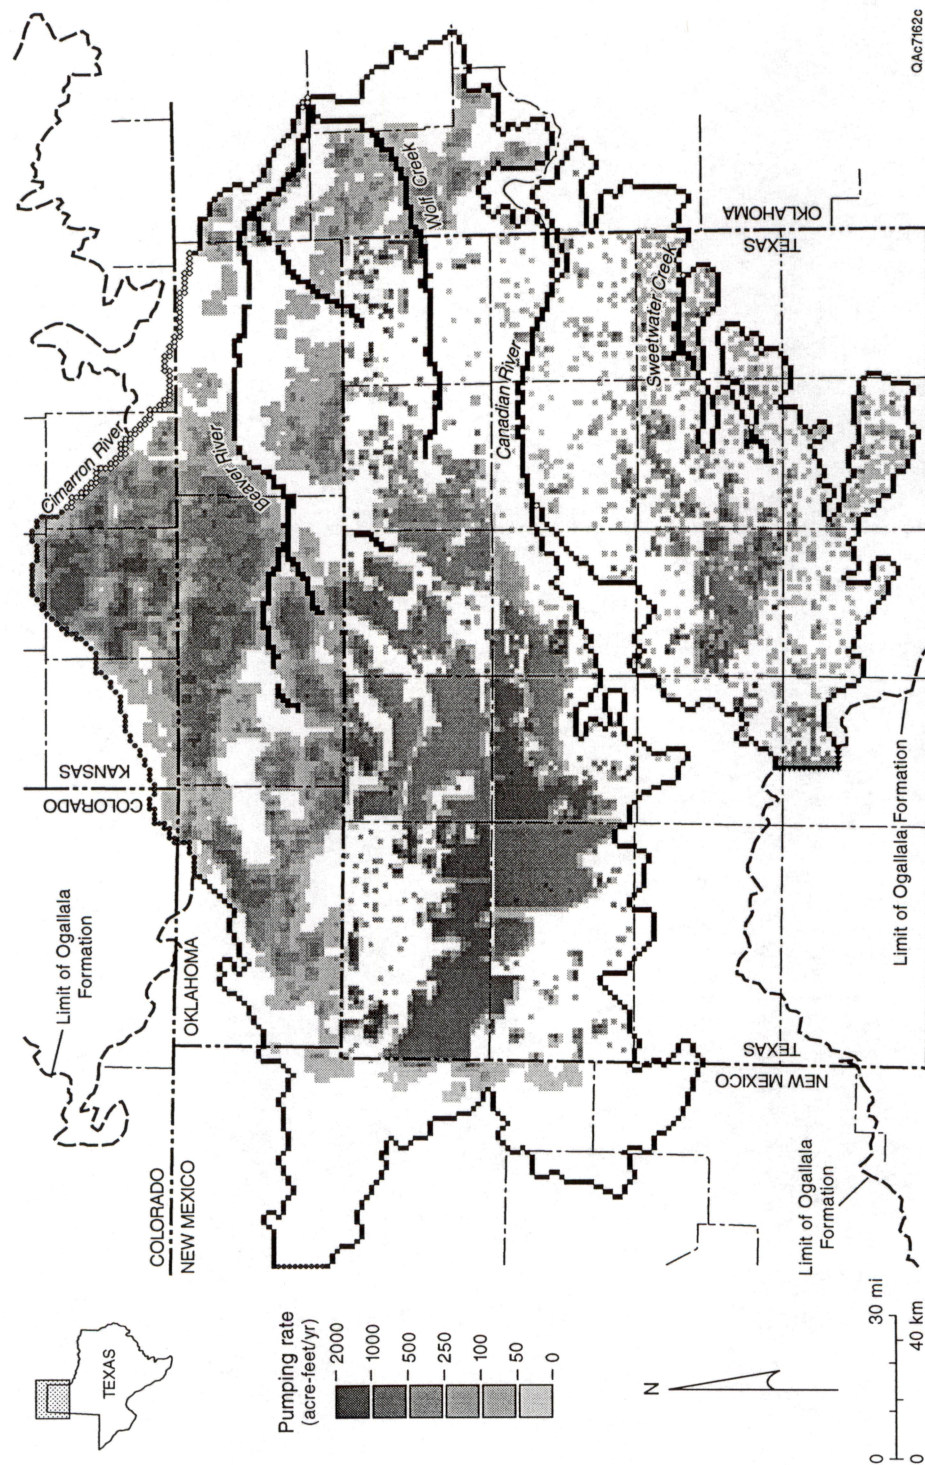 QAc7162c
Cimarron River
Beaver River
Wolf Creek
Canadian River
Sweetwater Creek
OKLAHOMA
TEXAS
KANSAS
COLORADO
Limit of Ogallala
Formation
OKLAHOMA
COLORADO
NEW MEXICO
TEXAS
NEW MEXICO
Limit of Ogallala Formation
Limit of Ogallala
Formation
TEXAS
Pumping rate
(acre-feet/yr)
2000
1000
500
250
100
50
0
N
0 30 mi
0 40 km